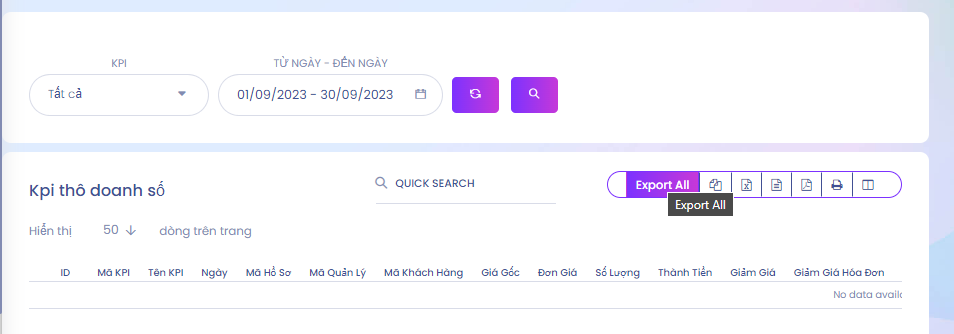 KPI
TỪ NGÀY - ĐẾN NGÀY
Tất cả
01/09/2023 - 30/09/2023
Kpi thô doanh số
QUICK SEARCH
Export All
Export All
Hiển thị 50 dòng trên trang
ID Mã KPI Tên KPI Ngày Mã Hồ Sơ Mã Quản Lý Mã Khách Hàng Giá Gốc Đơn Giá Số Lượng Thành Tiền Giảm Giá Giảm Giá Hóa Đơn
No data availa